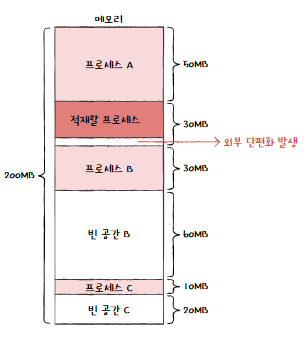 메모리
프로세스 A
50MB
적재할 프로세스
30MB
외부 단편화 발생
200MB
프로세스 B
30MB
빈 공간 B
60MB
프로세스 C
10MB
빈 공간 C
20MB